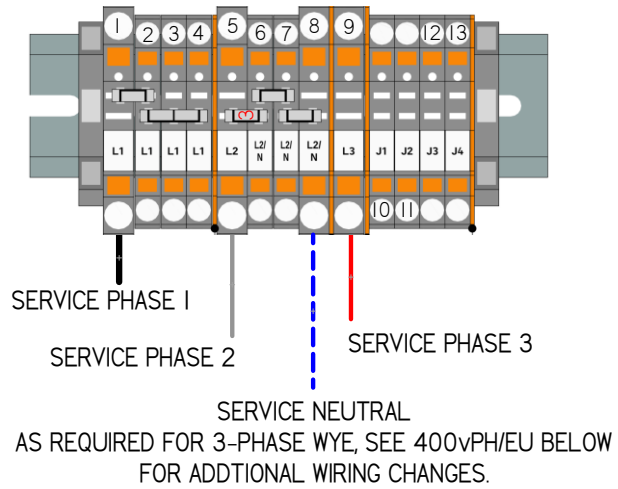 1 2 3 4 5 6 7 8 9 12 13
3
L1 L1 L1 L1 L2 L2/N L2/N L2/N L3 J1 J2 J3 J4
10 11
SERVICE PHASE 1
SERVICE PHASE 2
SERVICE PHASE 3
SERVICE NEUTRAL
AS REQUIRED FOR 3-PHASE WYE, SEE 400vPH/EU BELOW
FOR ADDTIONAL WIRING CHANGES.